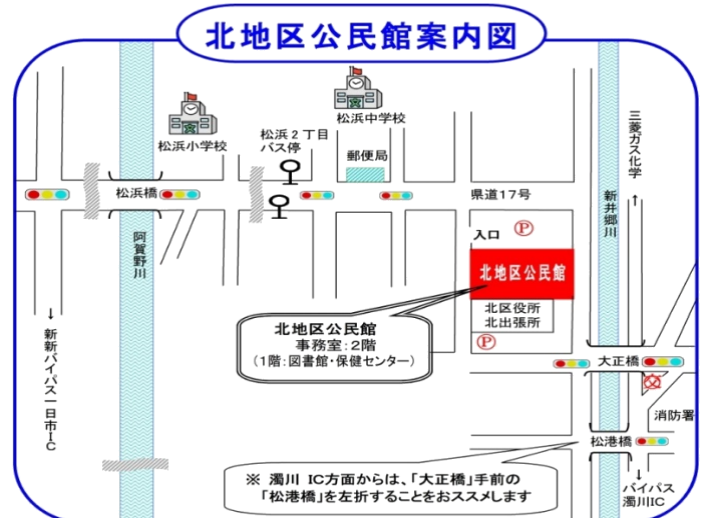 北地区公民館案内図
松浜小学校
松浜中学校
松浜２丁目
バス停
郵便局
三菱ガス化学
松浜橋
県道17号
新井郷川
阿賀野川
入口
P
北地区公民館
北区役所
北出張所
P
北地区公民館
事務室:2階
(1階:図書館・保健センター)
新新バイパス一日市IC
大正橋
消防署
松港橋
※ 濁川 IC方面からは、「大正橋」手前の
「松港橋」を左折することをおススメします
バイパス
濁川IC